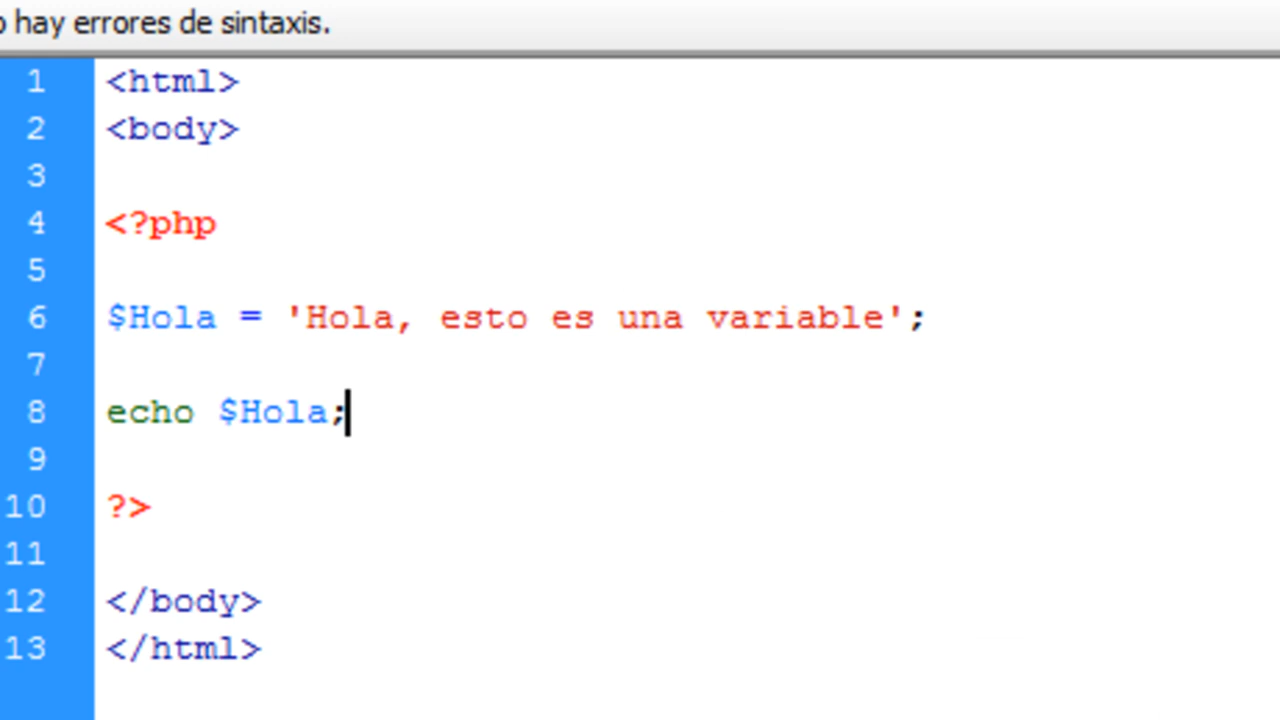 hay errores de sintaxis.
1 <html>
2 <body>
3
4 <?php
5
6 $Hola = 'Hola, esto es una variable';
7
8 echo $Hola;
9
10 ?>
11
12 </body>
13 </html>